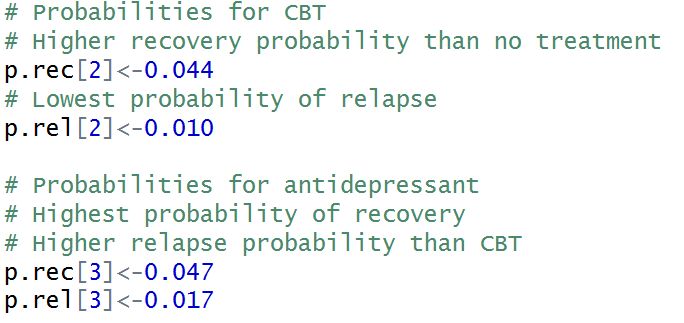 # Probabilities for CBT
# Higher recovery probability than no treatment
p.rec[2]<-0.044
# Lowest probability of relapse
p.rel[2]<-0.010

# Probabilities for antidepressant
# Highest probability of recovery
# Higher relapse probability than CBT
p.rec[3]<-0.047
p.rel[3]<-0.017